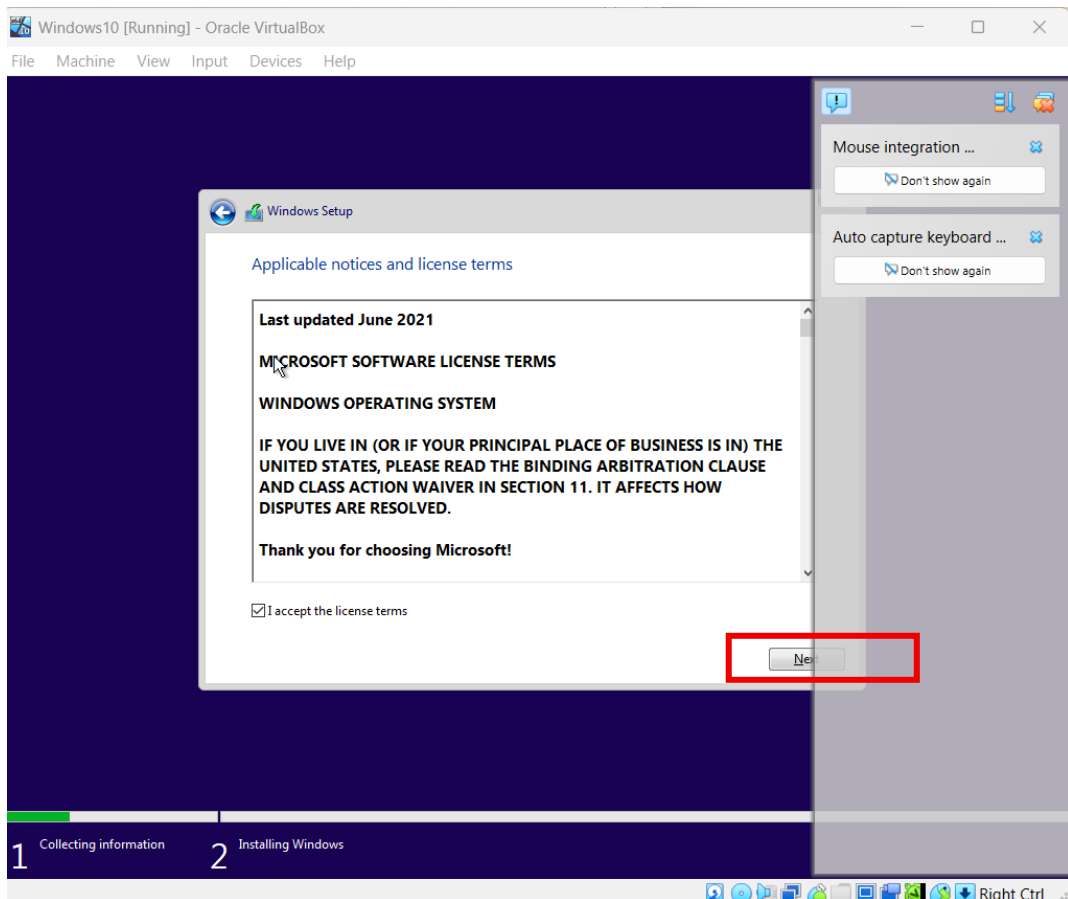 Windows10 [Running] - Oracle VirtualBox
File Machine View Input Devices Help
Mouse integration ...
Don't show again
Auto capture keyboard ...
Don't show again
Windows Setup
Applicable notices and license terms
Last updated June 2021
MICROSOFT SOFTWARE LICENSE TERMS
WINDOWS OPERATING SYSTEM
IF YOU LIVE IN (OR IF YOUR PRINCIPAL PLACE OF BUSINESS IS IN) THE
UNITED STATES, PLEASE READ THE BINDING ARBITRATION CLAUSE
AND CLASS ACTION WAIVER IN SECTION 11. IT AFFECTS HOW
DISPUTES ARE RESOLVED.
Thank you for choosing Microsoft!
I accept the license terms
Next
1 Collecting information 2 Installing Windows
Right Ctrl